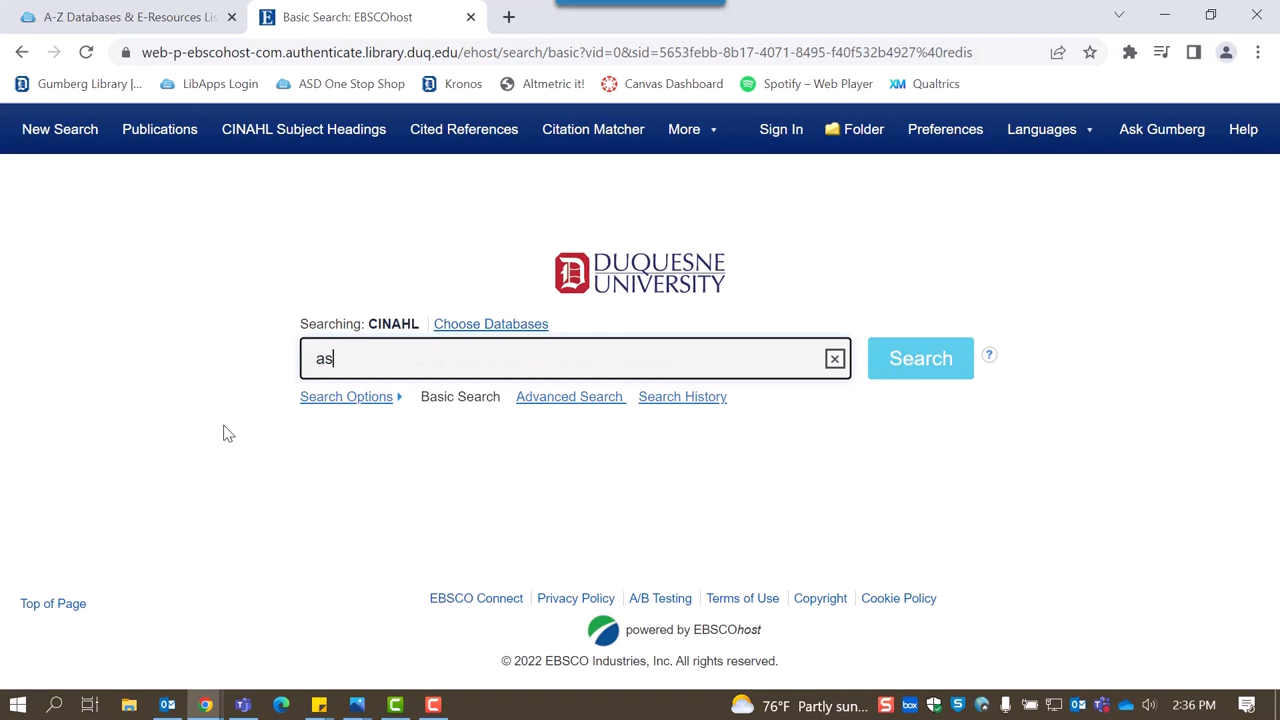 A-Z Databases & E-Resources Lis
Basic Search: EBSCOhost
web-p-ebscohost-com.authenticate.library.duq.edu/ehost/search/basic?vid=0&sid=5653febb-8b17-4071-8495-f40f532b4927%40redis
Gumberg Library |... LibApps Login ASD One Stop Shop Kronos Altmetric it! Canvas Dashboard Spotify – Web Player XM Qualtrics
New Search Publications CINAHL Subject Headings Cited References Citation Matcher More Sign In Folder Preferences Languages Ask Gumberg Help
D DUQUESNE
UNIVERSITY
Searching: CINAHL Choose Databases
as
Search ?
Search Options Basic Search Advanced Search Search History
Top of Page
EBSCO Connect Privacy Policy A/B Testing Terms of Use Additional Copyright Cookie Policy
powered by EBSCOhost
© 2022 EBSCO Industries, Inc. All rights reserved.
76°F Partly sun... 2:36 PM